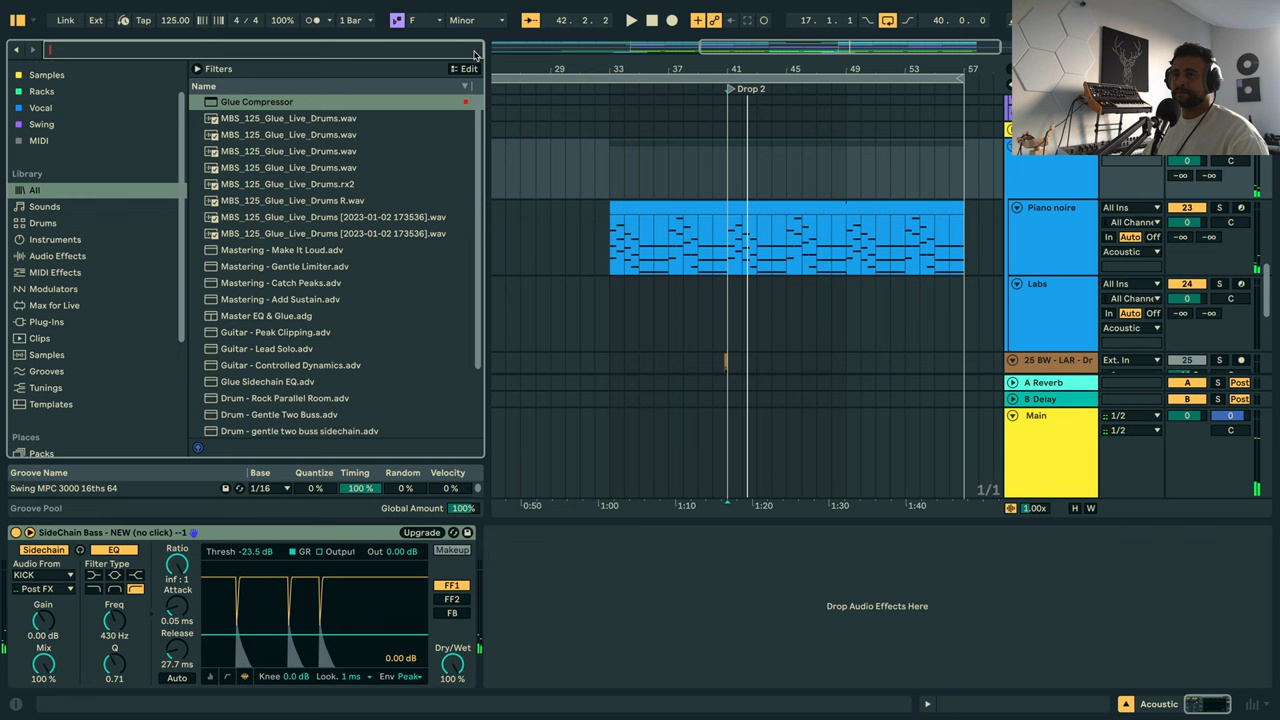 Link Ext Tap 125.00 4 / 4 100% 1 Bar F Minor 42. 2. 2 17. 1. 1 40. 0. 0
Filters Edit
Name
Samples
Racks
Vocal
Swing
MIDI
Library
All
Sounds
Drums
Instruments
Audio Effects
MIDI Effects
Modulators
Max for Live
Plug-Ins
Clips
Samples
Grooves
Tunings
Templates
Places
Packs
Glue Compressor
MBS_125_Glue_Live_Drums.wav
MBS_125_Glue_Live_Drums.wav
MBS_125_Glue_Live_Drums.wav
MBS_125_Glue_Live_Drums.wav
MBS_125_Glue_Live_Drums.rx2
MBS_125_Glue_Live_Drums R.wav
MBS_125_Glue_Live_Drums [2023-01-02 173536].wav
MBS_125_Glue_Live_Drums [2023-01-02 173536].wav
Mastering - Make It Loud.adv
Mastering - Gentle Limiter.adv
Mastering - Catch Peaks.adv
Mastering - Add Sustain.adv
Master EQ & Glue.adg
Guitar - Peak Clipping.adv
Guitar - Lead Solo.adv
Guitar - Controlled Dynamics.adv
Glue Sidechain EQ.adv
Drum - Rock Parallel Room.adv
Drum - Gentle Two Buss.adv
Drum - gentle two buss sidechain.adv
29 33 37 41 45 49 53 57
Drop 2
0 C
-∞ -∞
Piano noire All Ins 23 S
All Channe 0 C
In Auto Off -∞ -∞
Acoustic
Labs All Ins 24 S
All Channe 0 C
In Auto Off -∞ -∞
Acoustic
25 BW - LAR - Dr Ext. In 25 S
A Reverb A S Post
B Delay B S Post
Main 1/2 0 0
1/2 C
1/1
0:50 1:00 1:10 1:20 1:30 1:40 1.00x H W
Groove Name Base Quantize Timing Random Velocity
Swing MPC 3000 16ths 64 1/16 0 % 100 % 0 % 0 %
Groove Pool Global Amount 100%
SideChain Bass - NEW (no click) --1 Upgrade
Sidechain EQ Ratio Thresh -23.5 dB GR Output Out 0.00 dB Makeup
Audio From Filter Type
KICK inf : 1 FF1
Post FX Attack FF2
Gain Freq 0.05 ms FB
0.00 dB 430 Hz Release
Mix Q 27.7 ms 0.00 dB Dry/Wet
100 % 0.71 Auto Knee 0.0 dB Look. 1 ms Env Peak 100 %
Drop Audio Effects Here
Acoustic